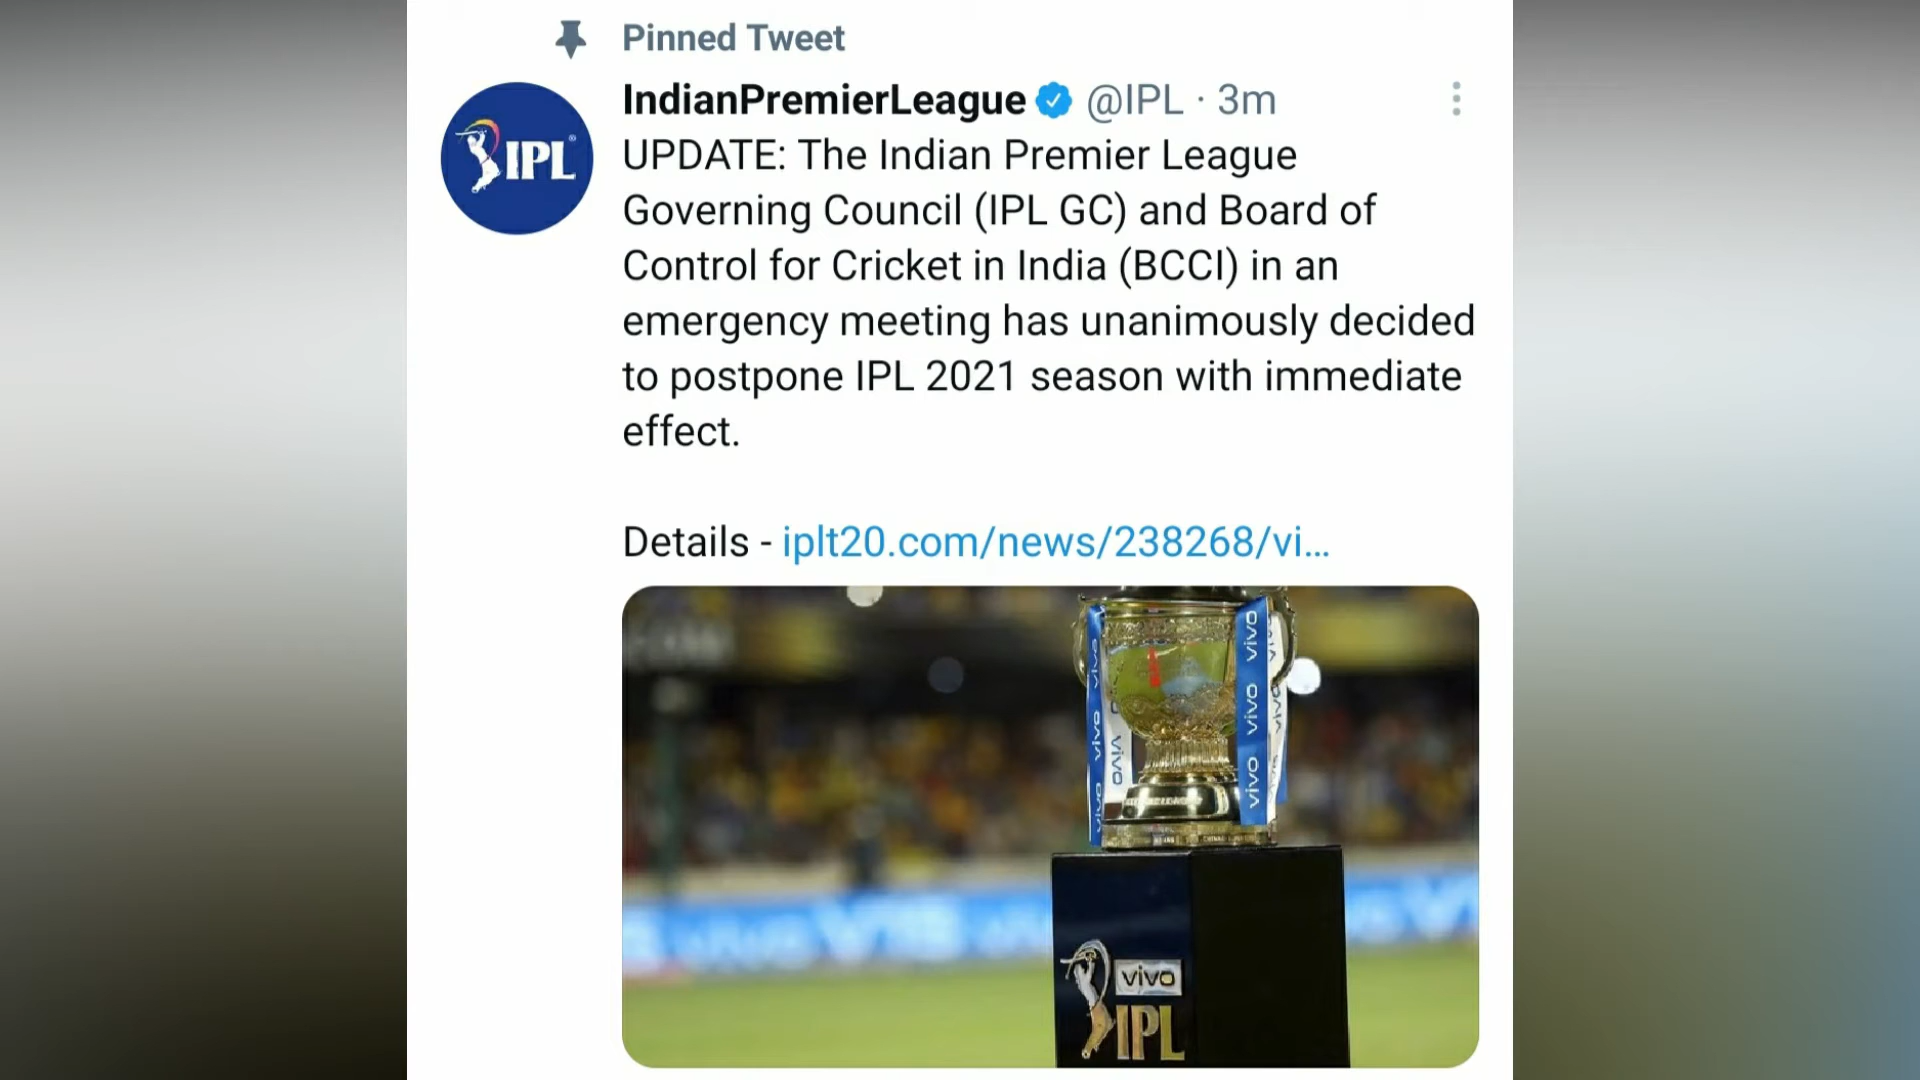 Pinned Tweet
IndianPremierLeague @IPL · 3m
IPL
UPDATE: The Indian Premier League
Governing Council (IPL GC) and Board of
Control for Cricket in India (BCCI) in an
emergency meeting has unanimously decided
to postpone IPL 2021 season with immediate
effect.
Details - iplt20.com/news/238268/vi...
vivo vivo vivo
vivo
vivo
vivo
IPL